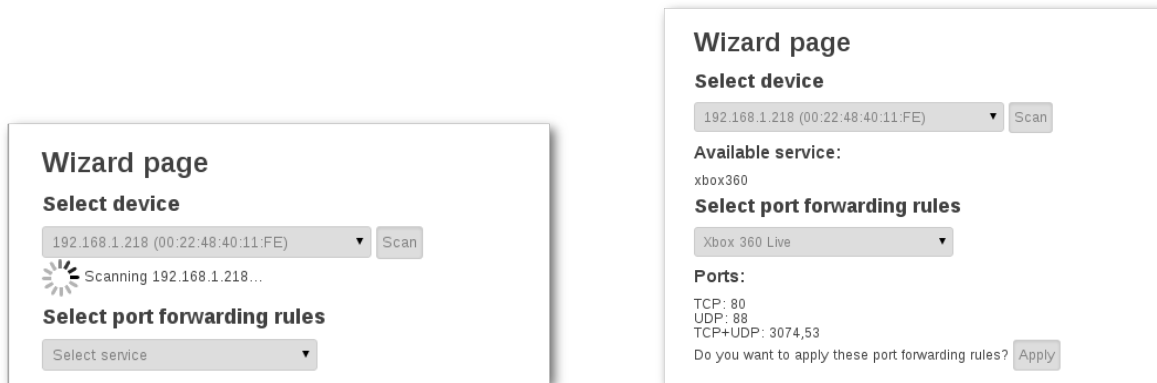 Wizard page
Select device
192.168.1.218 (00:22:48:40:11:FE) Scan
Scanning 192.168.1.218...
Select port forwarding rules
Select service
Wizard page
Select device
192.168.1.218 (00:22:48:40:11:FE) Scan
Available service:
xbox360
Select port forwarding rules
Xbox 360 Live
Ports:
TCP: 80
UDP: 88
TCP+UDP: 3074,53
Do you want to apply these port forwarding rules? Apply